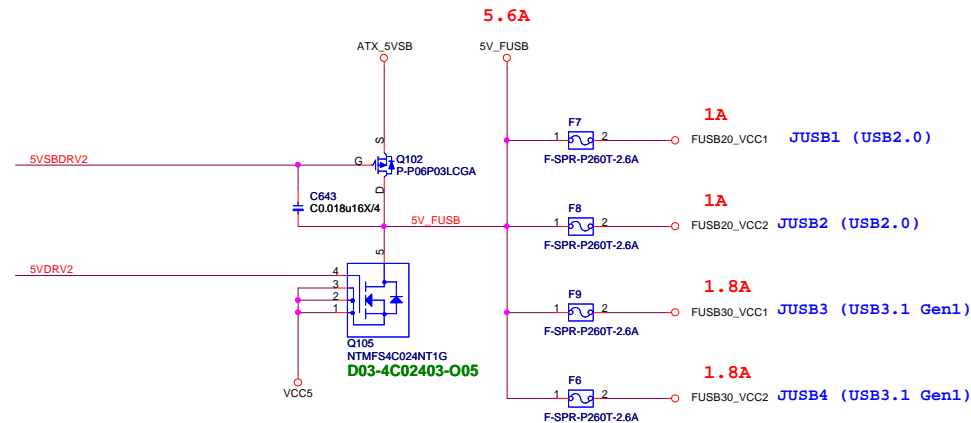 5.6A
ATX_5VSB
5V_FUSB
5VSBDRV2
G
S
D
Q102
P-P06P03LCGA
C643
C0.018u16X/4
5V_FUSB
5VDRV2
5
4
3
2
1
Q105
NTMFS4C024NT1G
D03-4C02403-O05
VCC5
F7
1
2
F-SPR-P260T-2.6A
1A
FUSB20_VCC1
JUSB1 (USB2.0)
F8
1
2
F-SPR-P260T-2.6A
1A
FUSB20_VCC2
JUSB2 (USB2.0)
F9
1
2
F-SPR-P260T-2.6A
1.8A
FUSB30_VCC1
JUSB3 (USB3.1 Gen1)
F6
1
2
F-SPR-P260T-2.6A
1.8A
FUSB30_VCC2
JUSB4 (USB3.1 Gen1)